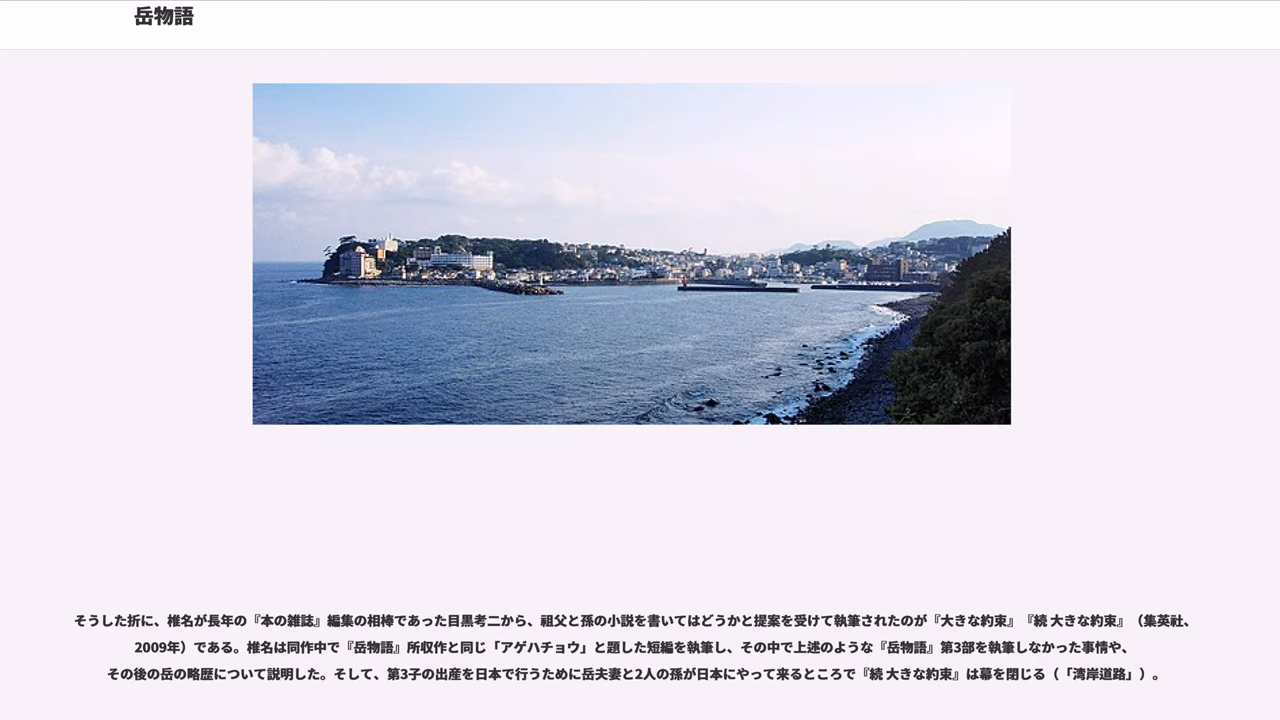 岳物語
そうした折に、椎名が長年の『本の雑誌』編集の相棒であった目黒考二から、祖父と孫の小説を書いてはどうかと提案を受けて執筆されたのが『大きな約束』『続 大きな約束』（集英社、
2009年）である。椎名は同作中で『岳物語』所収作と同じ「アゲハチョウ」と題した短編を執筆し、その中で上述のような『岳物語』第3部を執筆しなかった事情や、
その後の岳の略歴について説明した。そして、第3子の出産を日本で行うために岳夫妻と2人の孫が日本にやって来るところで『続 大きな約束』は幕を閉じる（「湾岸道路」）。